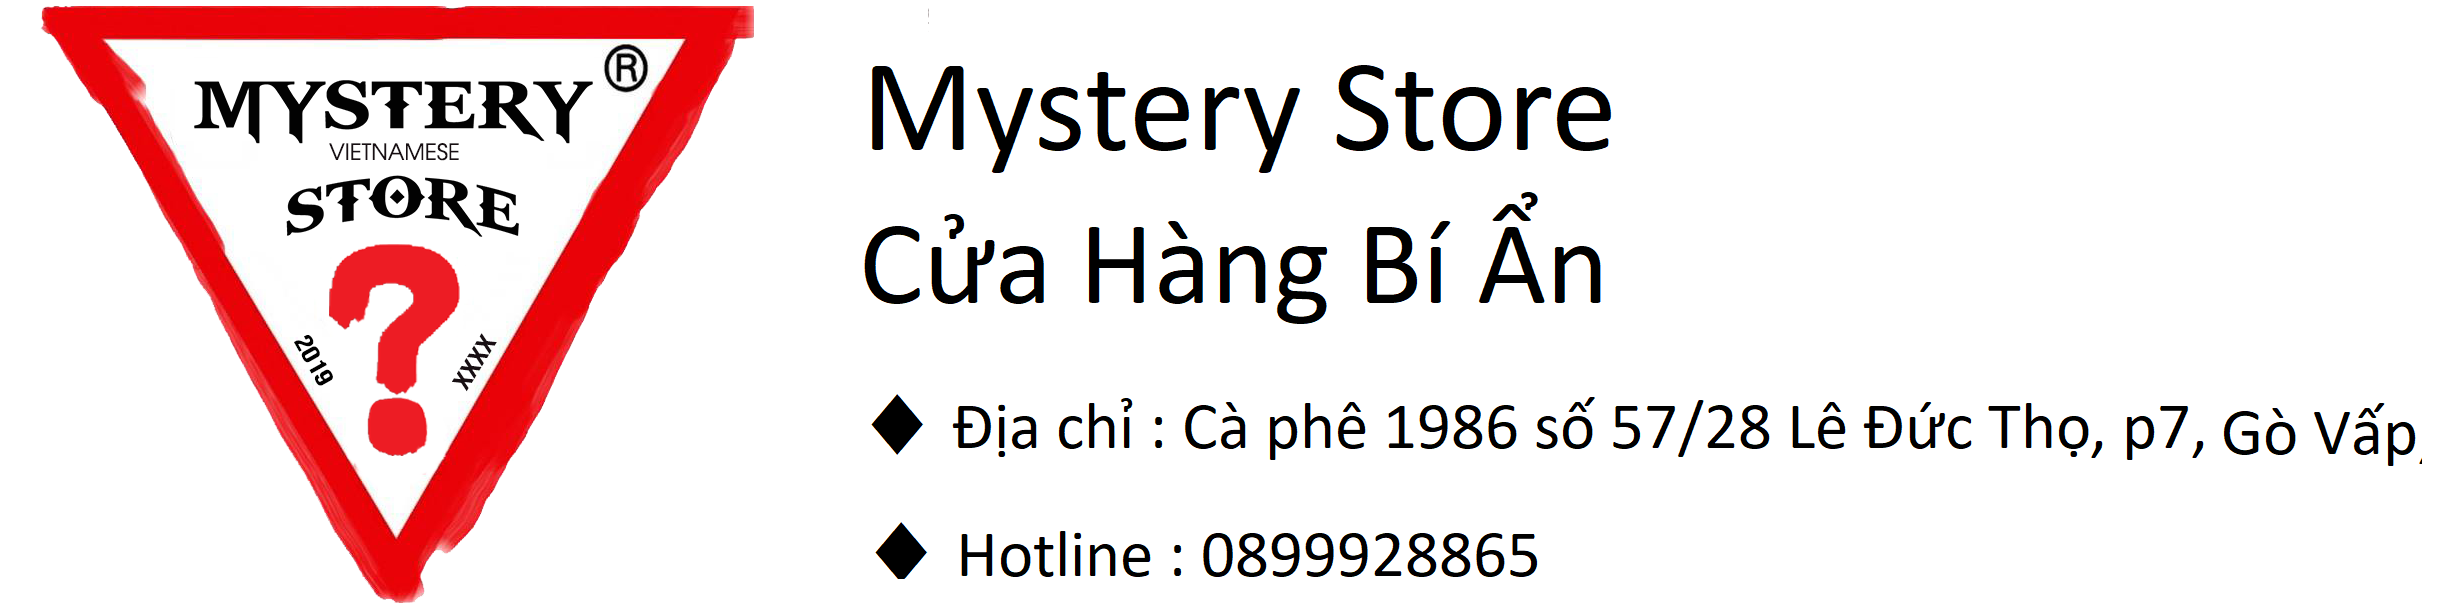 MYSTERY ®
VIETNAMESE
STORE
?
2019
XXXX
Mystery Store
Cửa Hàng Bí Ẩn
♦ Địa chỉ : Cà phê 1986 số 57/28 Lê Đức Thọ, p7, Gò Vấp,
♦ Hotline : 0899928865